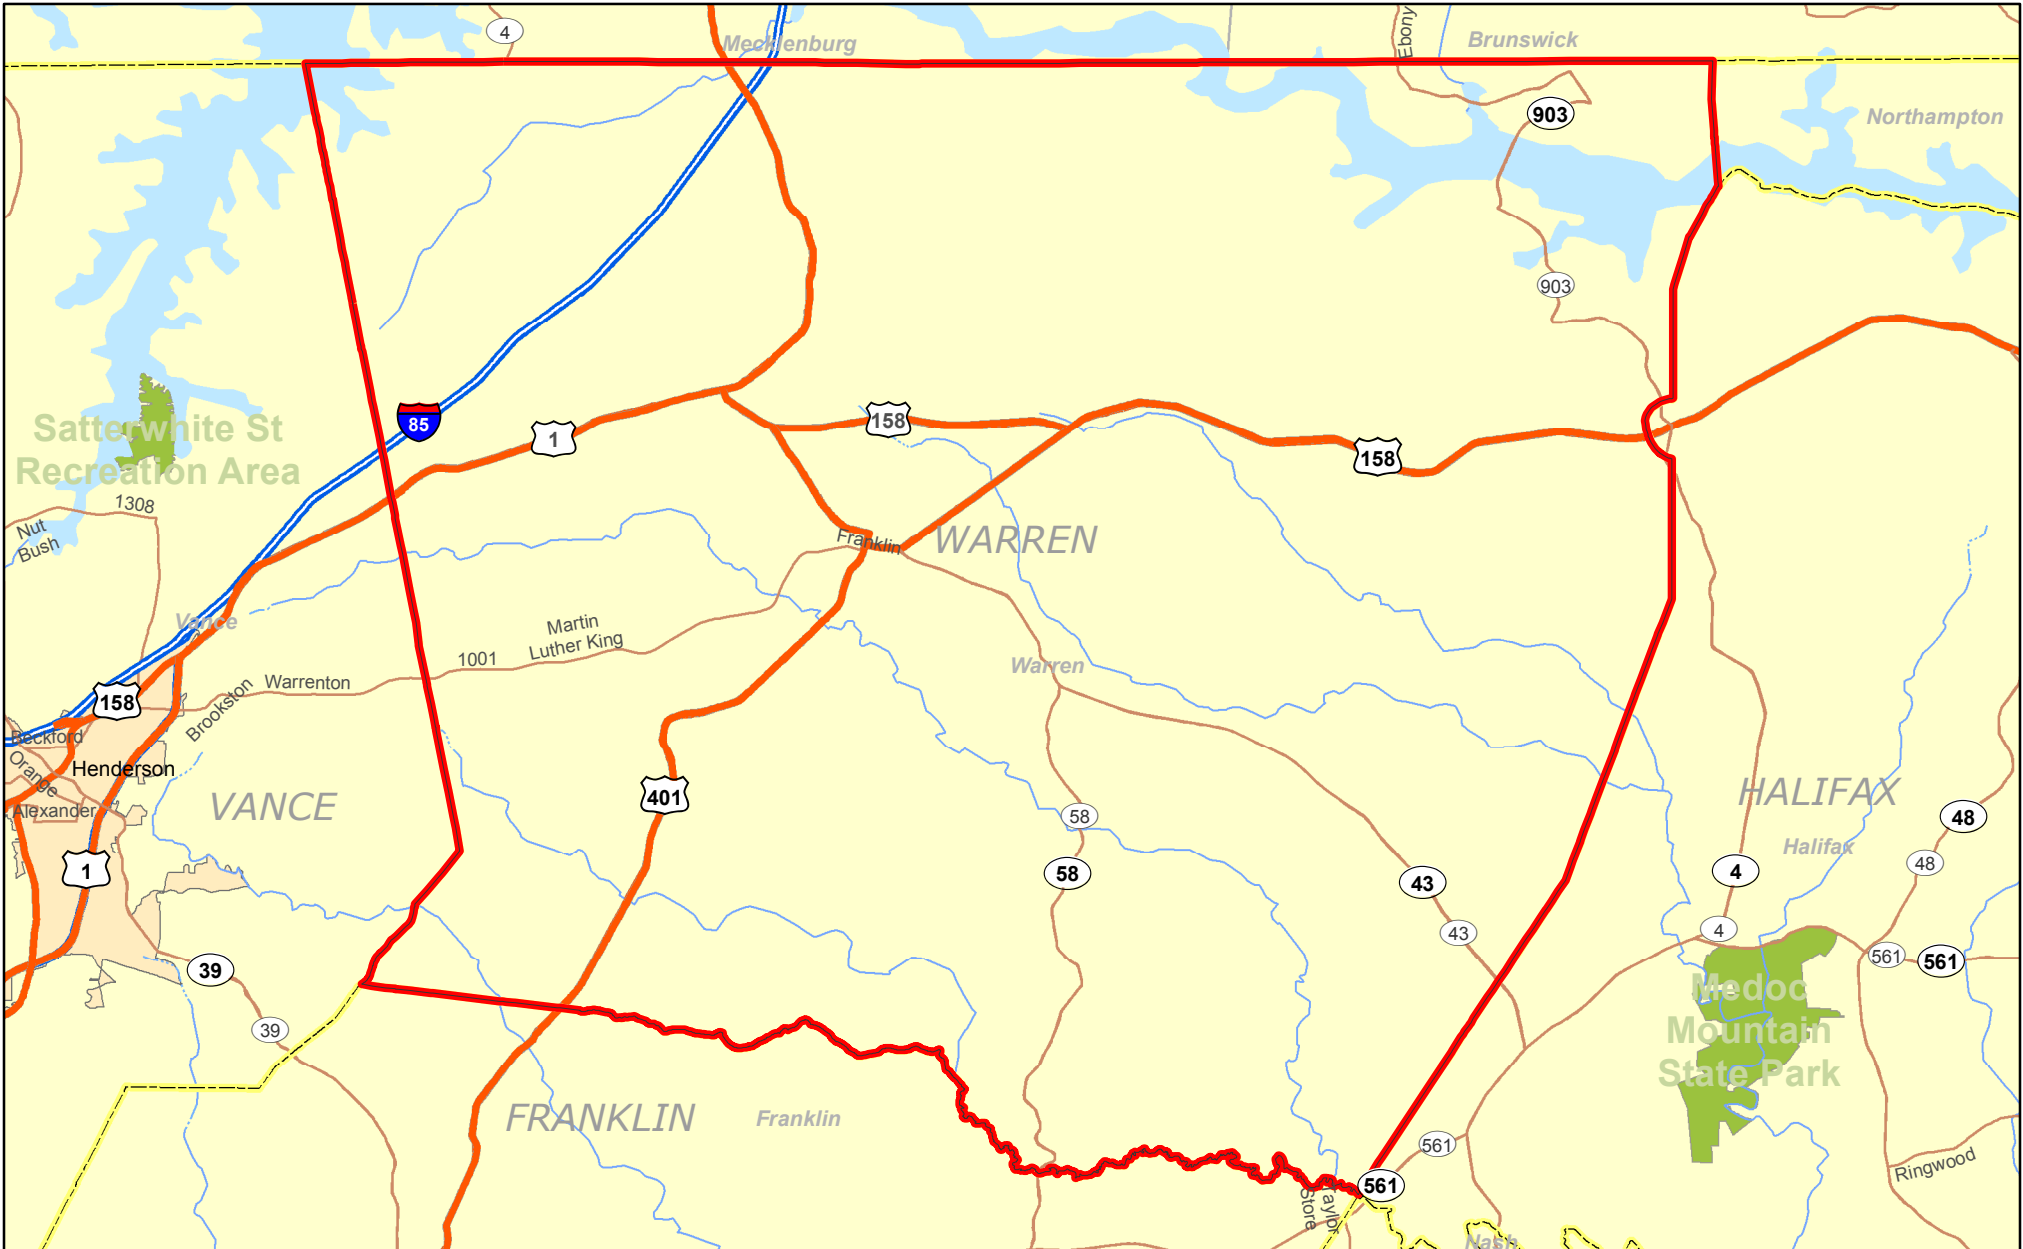 4
Mecklenburg
Ebony
Brunswick
903
Northampton
903
Satterwhite St
Recreation Area
85
1
158
158
1308
Nut
Bush
Franklin
WARREN
Vance
Martin
Luther King
1001
Warrenton
Warren
158
Brookston
Beckford
Orange
Henderson
Alexander
VANCE
401
HALIFAX
58
48
Halifax
1
58
43
4
48
43
4
39
561
561
Medoc
Mountain
State Park
39
FRANKLIN
Franklin
561
Ringwood
561
Taylor
Store
Nash